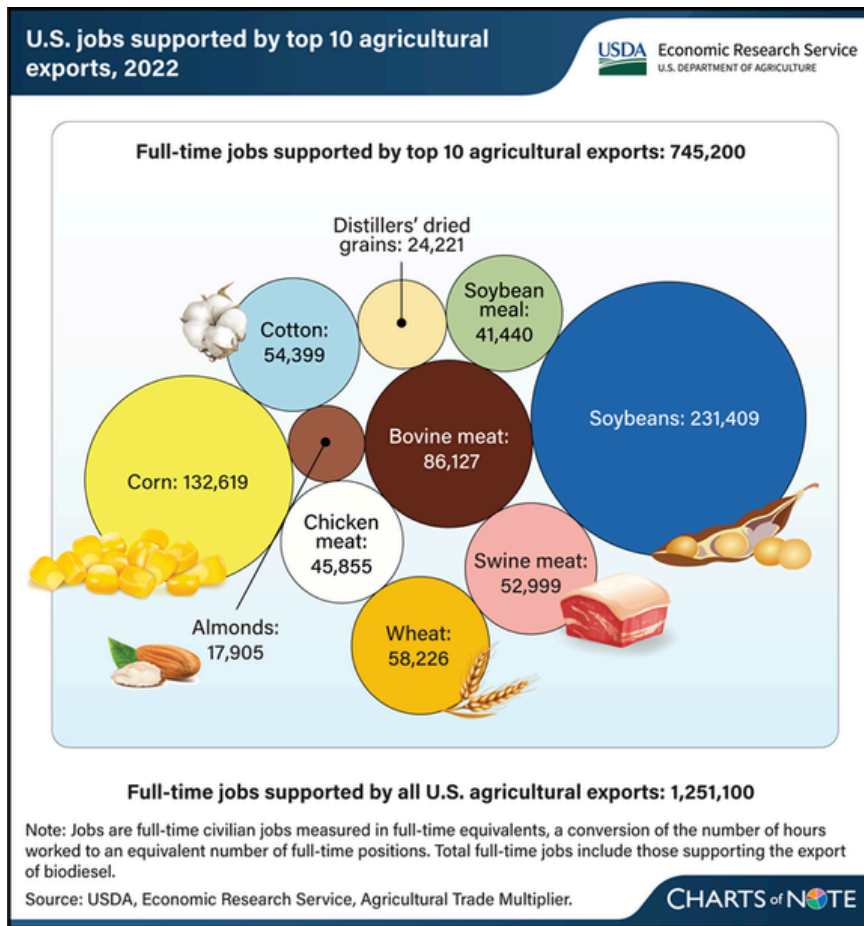 U.S. jobs supported by top 10 agricultural
exports, 2022
USDA
Economic Research Service
U.S. DEPARTMENT OF AGRICULTURE
Full-time jobs supported by top 10 agricultural exports: 745,200
Distillers' dried
grains: 24,221
Soybean
meal:
41,440
Cotton:
54,399
Soybeans: 231,409
Bovine meat:
86,127
Corn: 132,619
Chicken
meat:
45,855
Swine meat:
52,999
Almonds:
17,905
Wheat:
58,226
Full-time jobs supported by all U.S. agricultural exports: 1,251,100
Note: Jobs are full-time civilian jobs measured in full-time equivalents, a conversion of the number of hours
worked to an equivalent number of full-time positions. Total full-time jobs include those supporting the export
of biodiesel.
Source: USDA, Economic Research Service, Agricultural Trade Multiplier.
CHARTS of NOTE